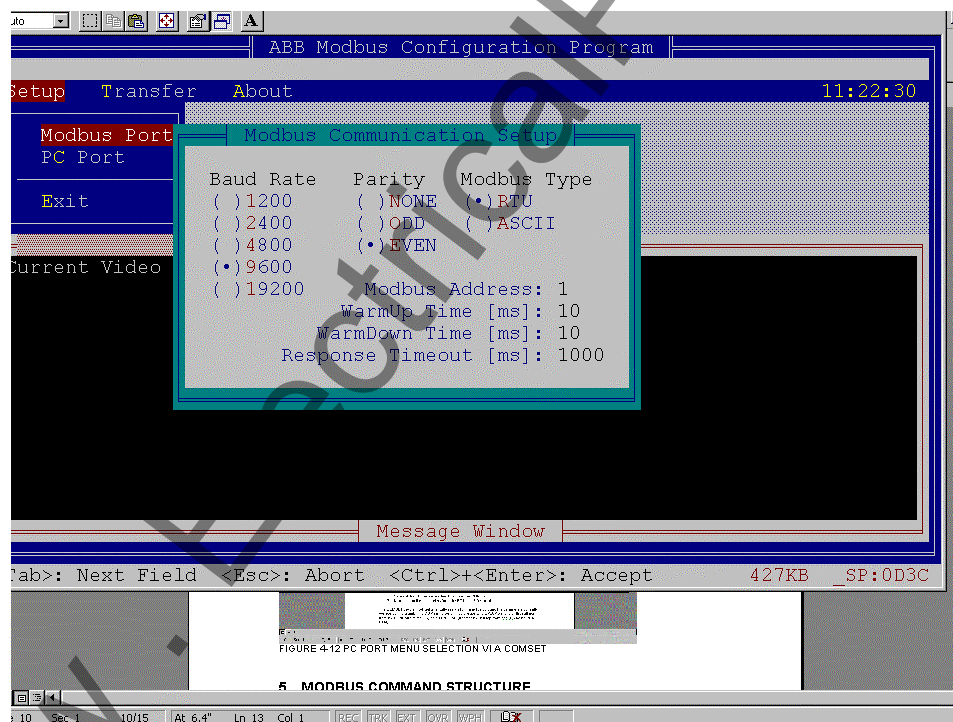 uto
A
ABB Modbus Configuration Program
Setup Transfer About 11:22:30
Modbus Port
PC Port
Exit
Modbus Communication Setup
Baud Rate Parity Modbus Type
( )1200 ( )NONE (•)RTU
( )2400 ( )ODD ( )ASCII
( )4800 (•)EVEN
(•)9600
( )19200 Modbus Address: 1
WarmUp Time [ms]: 10
WarmDown Time [ms]: 10
Response Timeout [ms]: 1000
Current Video
Message Window
Tab>: Next Field <Esc>: Abort <Ctrl>+<Enter>: Accept 427KB _SP:0D3C
FIGURE 4-12 PC PORT MENU SELECTION VIA COMSET
5 MODBUS COMMAND STRUCTURE
e 10 Sec 1 10/15 At 6.4" Ln 13 Col 1 REC TRK EXT OVR WPH
w.Electrical